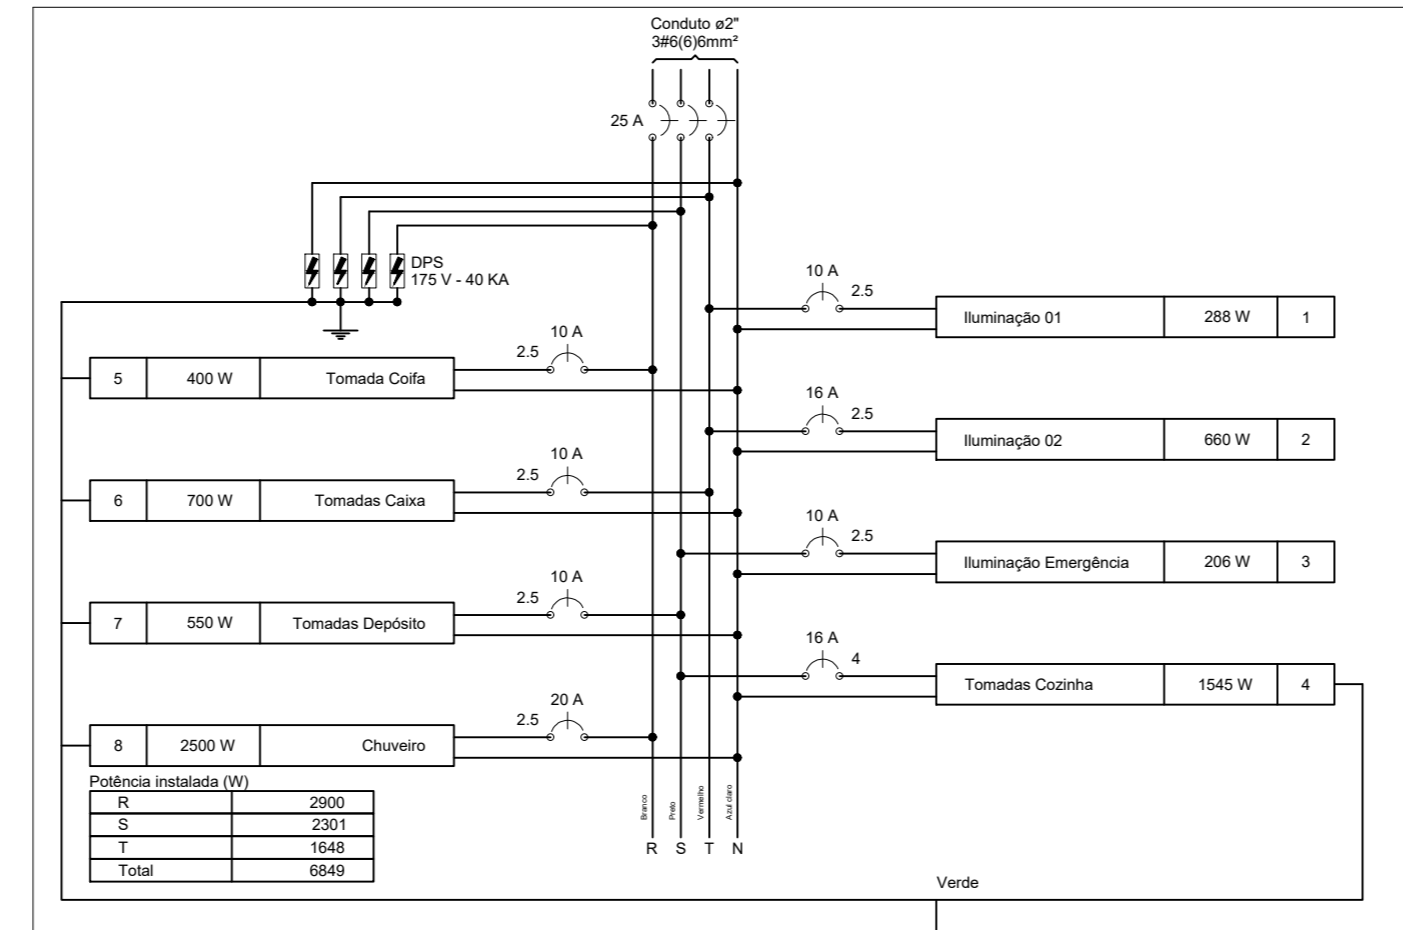 Conduto ø2"
3#6(6)6mm²
25 A
DPS
175 V - 40 KA
10 A
2.5
Iluminação 01 288 W 1
10 A
2.5
5 400 W Tomada Coifa
16 A
2.5
Iluminação 02 660 W 2
10 A
2.5
6 700 W Tomadas Caixa
10 A
2.5
Iluminação Emergência 206 W 3
10 A
2.5
7 550 W Tomadas Depósito
16 A
4
Tomadas Cozinha 1545 W 4
20 A
2.5
8 2500 W Chuveiro
Potência instalada (W)
R 2900
S 2301
T 1648
Total 6849
Branco
Preto
Vermelho
Azul claro
R S T N
Verde